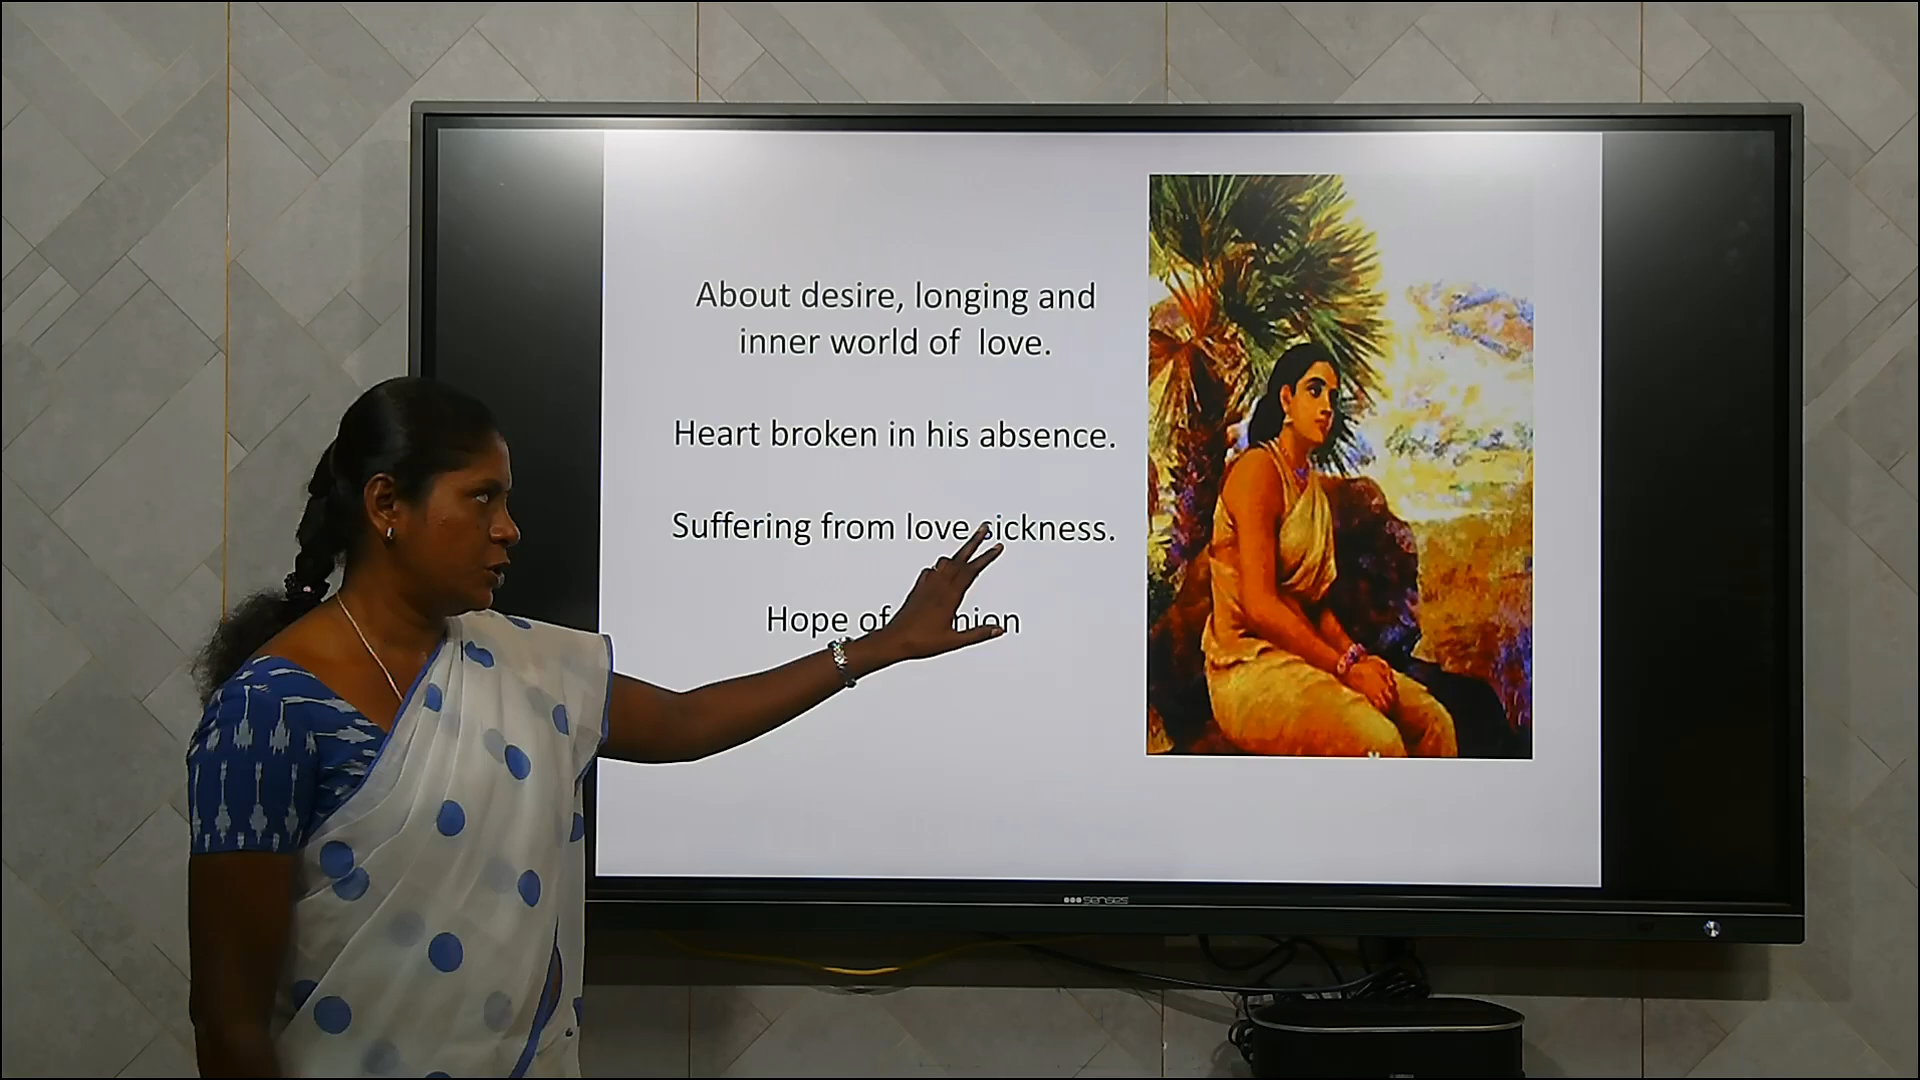 About desire, longing and
inner world of love.
Heart broken in his absence.
Suffering from love sickness.
Hope of
senses